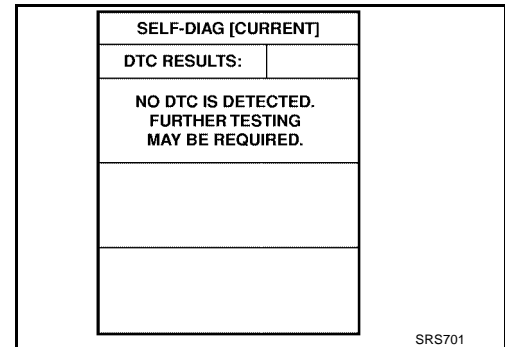 SELF-DIAG [CURRENT]
DTC RESULTS:
NO DTC IS DETECTED.
FURTHER TESTING
MAY BE REQUIRED.
SRS701